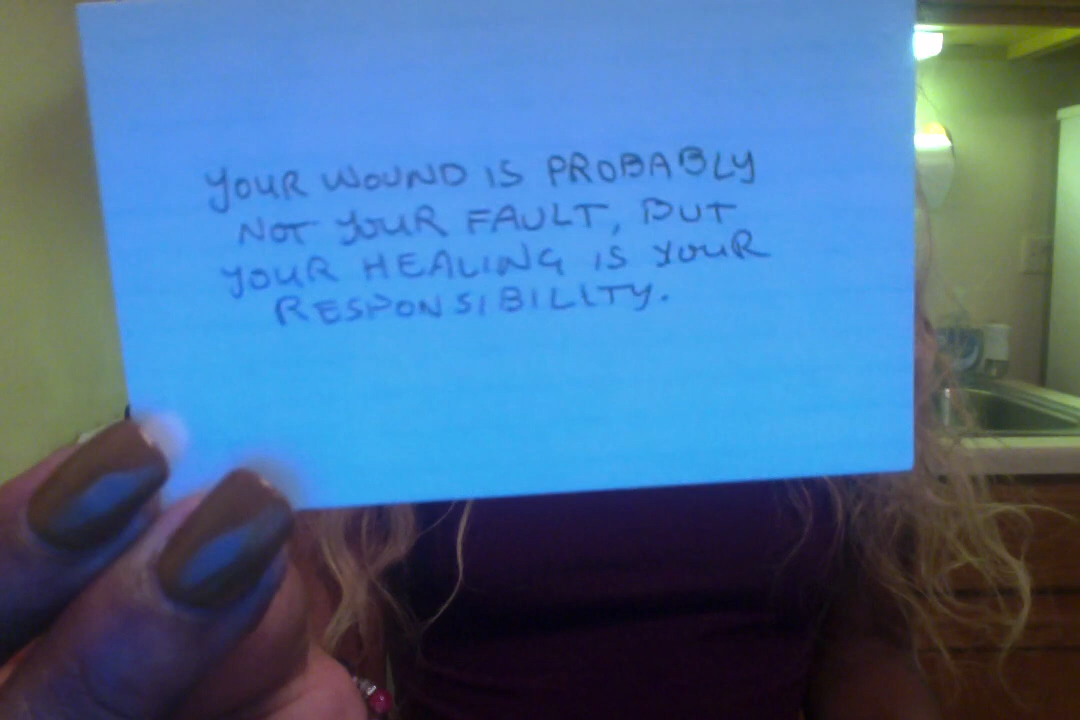 YOUR WOUND IS PROBABLY
NOT YOUR FAULT, BUT
YOUR HEALING IS YOUR
RESPONSIBILITY.